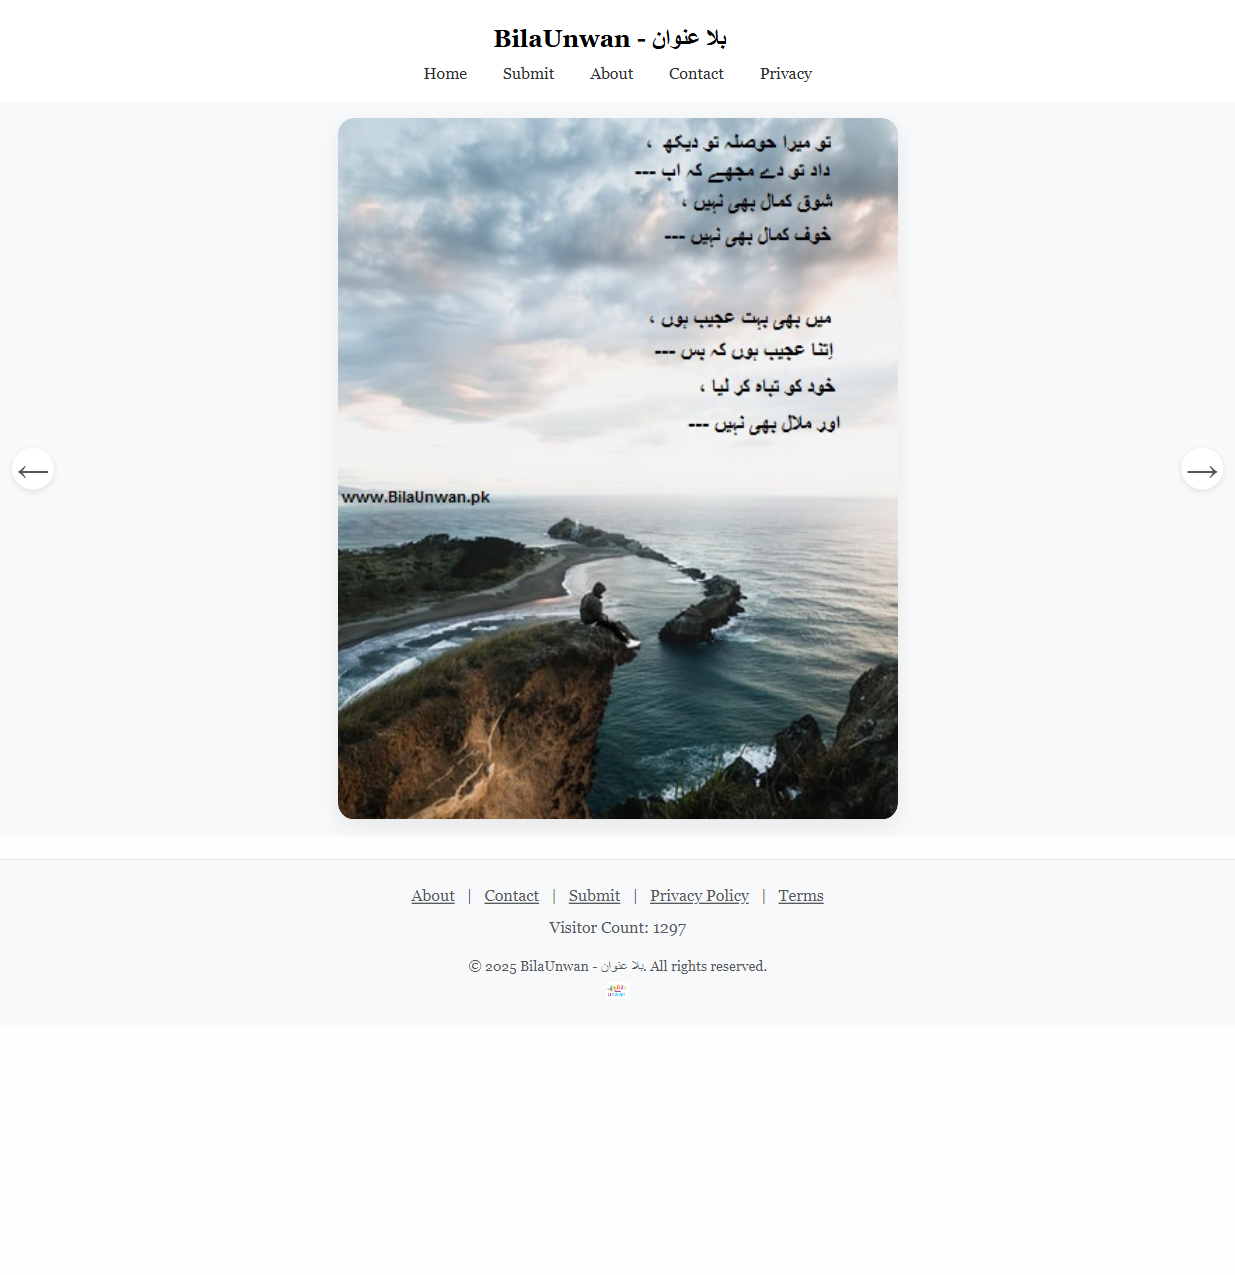 BilaUnwan - بلا عنوان
Home Submit About Contact Privacy
تو میرا حوصلہ تو دیکھ ،
داد تو دے مجھے کہ اب ---
شوق کمال بھی نہیں ،
خوف کمال بھی نہیں ---
میں بھی بہت عجیب ہوں ،
اِتنا عجیب ہوں کہ بس ---
خود کو تباہ کر لیا ،
اور ملال بھی نہیں ---
←
→
www.BilaUnwan.pk
About | Contact | Submit | Privacy Policy | Terms
Visitor Count: 1297
© 2025 BilaUnwan - بلا عنوان. All rights reserved.